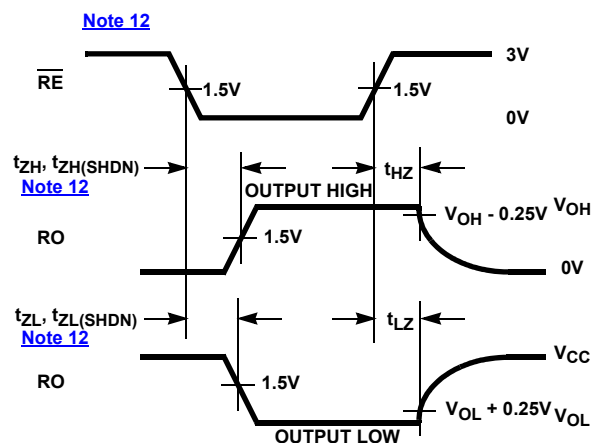 Note 12
RE
3V
1.5V
1.5V
0V
tZH, tZH(SHDN)
Note 12
tHZ
OUTPUT HIGH
VOH - 0.25V
VOH
RO
1.5V
0V
tZL, tZL(SHDN)
Note 12
tLZ
VCC
RO
1.5V
VOL + 0.25V
VOL
OUTPUT LOW